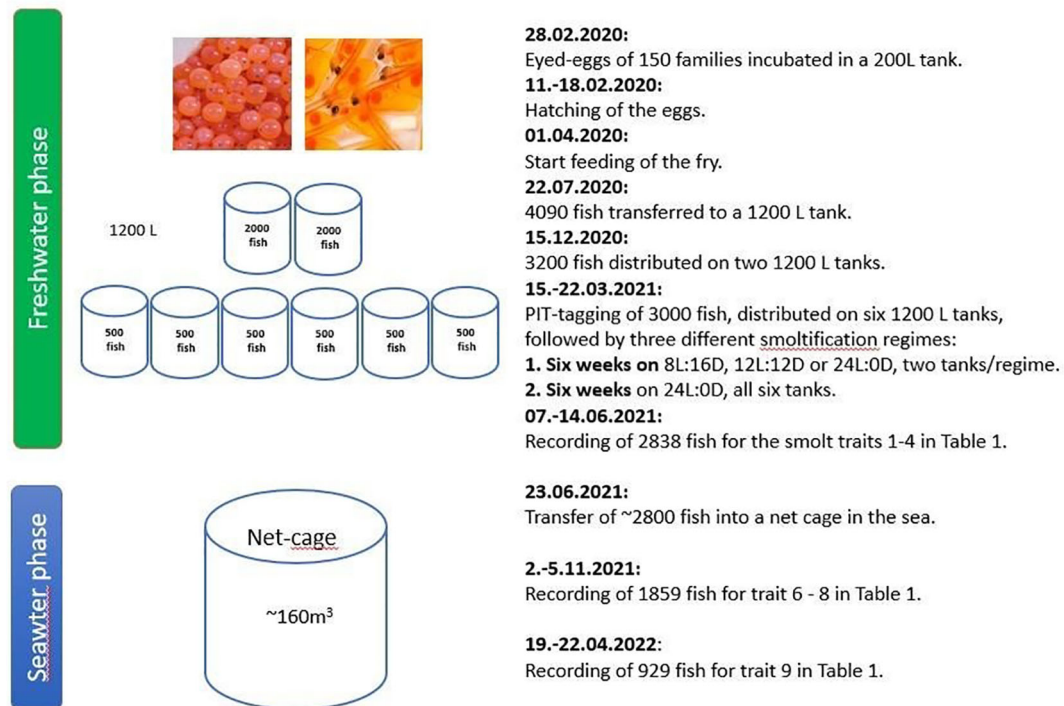 Freshwater phase
1200 L
2000
fish
2000
fish
500
fish
500
fish
500
fish
500
fish
500
fish
500
fish
28.02.2020:
Eyed-eggs of 150 families incubated in a 200L tank.
11.-18.02.2020:
Hatching of the eggs.
01.04.2020:
Start feeding of the fry.
22.07.2020:
4090 fish transferred to a 1200 L tank.
15.12.2020:
3200 fish distributed on two 1200 L tanks.
15.-22.03.2021:
PIT-tagging of 3000 fish, distributed on six 1200 L tanks,
followed by three different smoltification regimes:
1. Six weeks on 8L:16D, 12L:12D or 24L:0D, two tanks/regime.
2. Six weeks on 24L:0D, all six tanks.
07.-14.06.2021:
Recording of 2838 fish for the smolt traits 1-4 in Table 1.
Seawter phase
Net-cage
~160m³
23.06.2021:
Transfer of ~2800 fish into a net cage in the sea.
2.-5.11.2021:
Recording of 1859 fish for trait 6 - 8 in Table 1.
19.-22.04.2022:
Recording of 929 fish for trait 9 in Table 1.